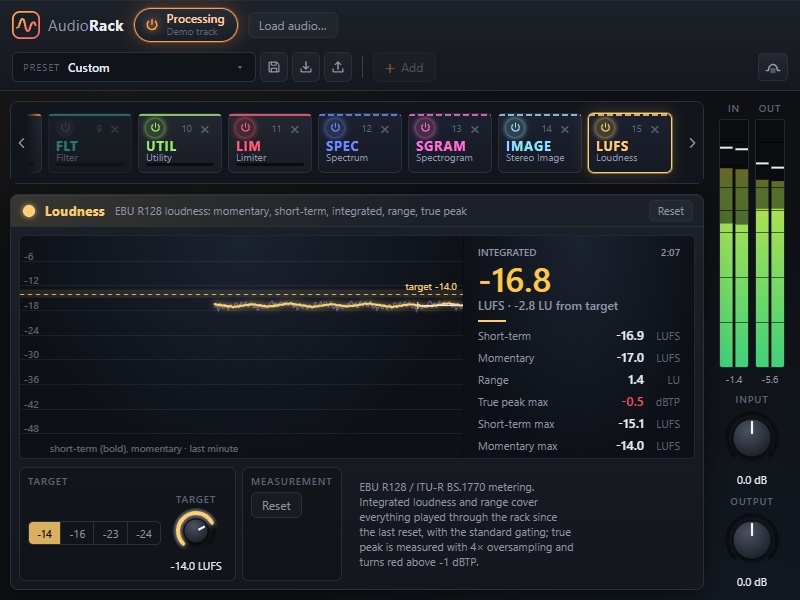 AudioRack
Processing
Demo track
Load audio...
PRESET Custom
+ Add
IN OUT
9 ×
FLT
Filter
10 ×
UTIL
Utility
11 ×
LIM
Limiter
12 ×
SPEC
Spectrum
13 ×
SGRAM
Spectrogram
14 ×
IMAGE
Stereo Image
15 ×
LUFS
Loudness
Loudness EBU R128 loudness: momentary, short-term, integrated, range, true peak
Reset
-6
-12
-18
-24
-30
-36
-42
-48
target -14.0
short-term (bold), momentary · last minute
INTEGRATED 2:07
-16.8
LUFS · -2.8 LU from target
Short-term -16.9 LUFS
Momentary -17.0 LUFS
Range 1.4 LU
True peak max -0.5 dBTP
Short-term max -15.1 LUFS
Momentary max -14.0 LUFS
-1.4 -5.6
INPUT
0.0 dB
OUTPUT
0.0 dB
TARGET
-14 -16 -23 -24
TARGET
-14.0 LUFS
MEASUREMENT
Reset
EBU R128 / ITU-R BS.1770 metering.
Integrated loudness and range cover
everything played through the rack since
the last reset, with the standard gating; true
peak is measured with 4× oversampling and
turns red above -1 dBTP.